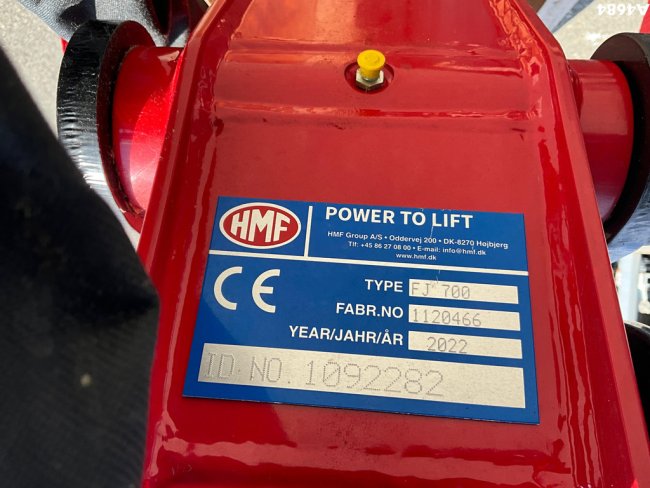 A4684
HMF
POWER TO LIFT
HMF Group A/S • Oddervej 200 • DK-8270 Højbjerg
Tlf: +45 86 27 08 00 • E-mail: info@hmf.dk
www.hmf.dk
CE
TYPE FJ 700
FABR.NO 1120466
YEAR/JAHR/ÅR 2022
ID NO. 1092282